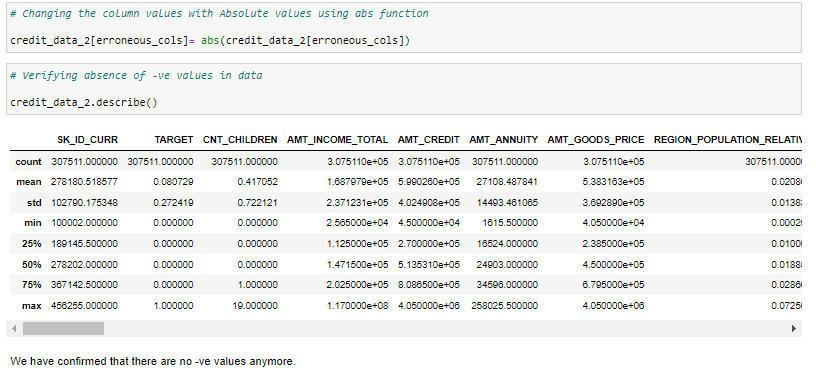 # Changing the column values with Absolute values using abs function
credit_data_2[erroneous_cols]= abs(credit_data_2[erroneous_cols])
# Verifying absence of -ve values in data
credit_data_2.describe()
SK_ID_CURR TARGET CNT_CHILDREN AMT_INCOME_TOTAL AMT_CREDIT AMT_ANNUITY AMT_GOODS_PRICE REGION_POPULATION_RELATIV
count 307511.000000 307511.000000 307511.000000 3.075110e+05 3.075110e+05 307511.000000 3.075110e+05 307511.0000
mean 278180.518577 0.080729 0.417052 1.687979e+05 5.990260e+05 27108.487841 5.383163e+05 0.0208
std 102790.175348 0.272419 0.722121 2.371231e+05 4.024908e+05 14493.461065 3.692890e+05 0.0138
min 100002.000000 0.000000 0.000000 2.565000e+04 4.500000e+04 1615.500000 4.050000e+04 0.0002
25% 189145.500000 0.000000 0.000000 1.125000e+05 2.700000e+05 16524.000000 2.385000e+05 0.0100
50% 278202.000000 0.000000 0.000000 1.471500e+05 5.135310e+05 24903.000000 4.500000e+05 0.0188
75% 367142.500000 0.000000 1.000000 2.025000e+05 8.086500e+05 34596.000000 6.795000e+05 0.0286
max 456255.000000 1.000000 19.000000 1.170000e+08 4.050000e+06 258025.500000 4.050000e+06 0.0725
We have confirmed that there are no -ve values anymore.